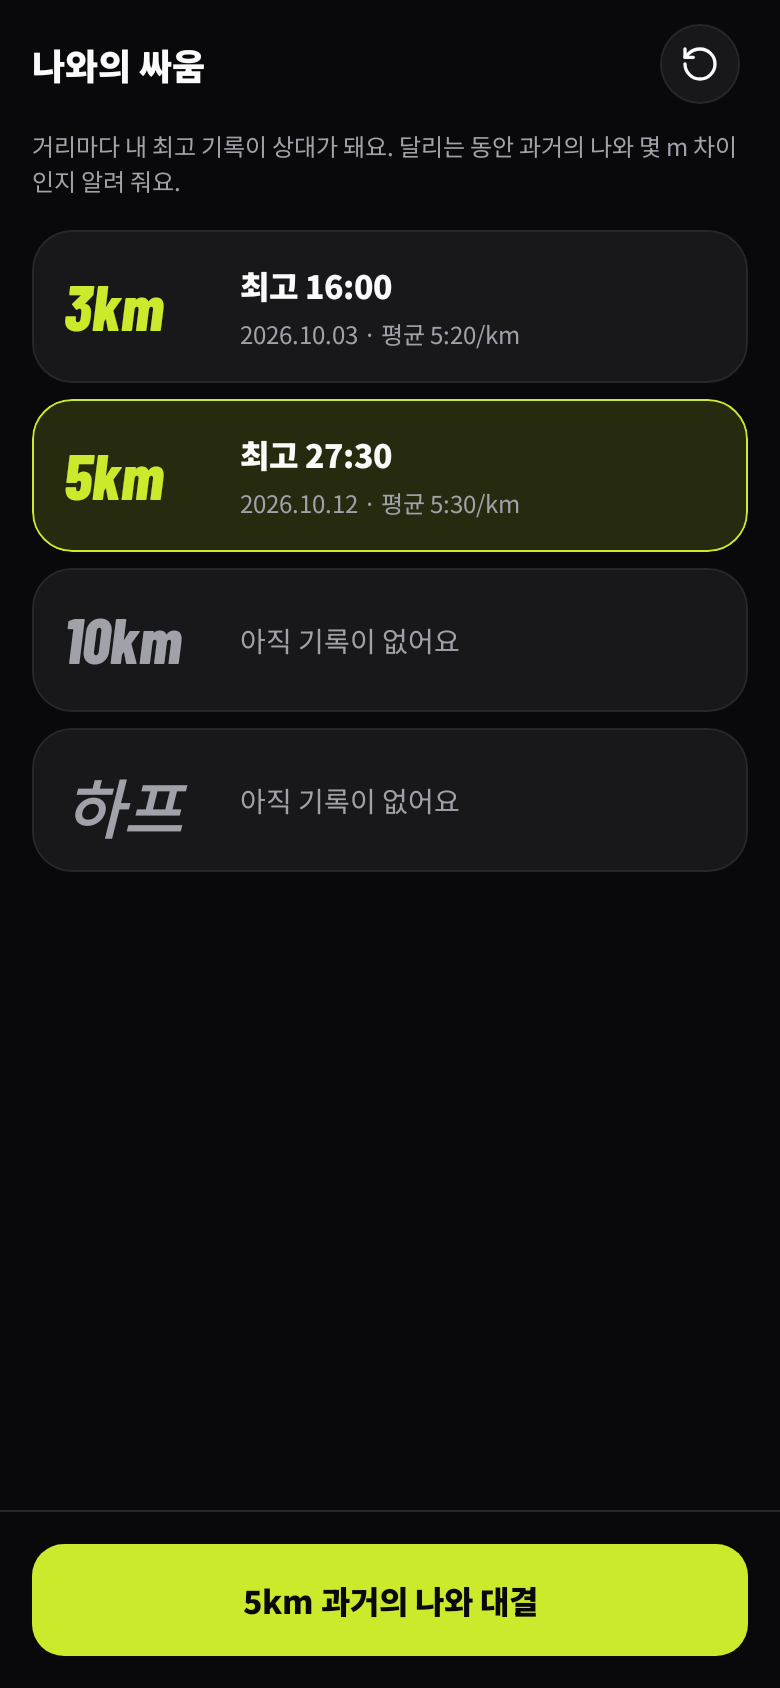 나와의 싸움
거리마다 내 최고 기록이 상대가 돼요. 달리는 동안 과거의 나와 몇 m 차이
인지 알려 줘요.
3km
최고 16:00
2026.10.03 · 평균 5:20/km
5km
최고 27:30
2026.10.12 · 평균 5:30/km
10km
아직 기록이 없어요
하프
아직 기록이 없어요
5km 과거의 나와 대결